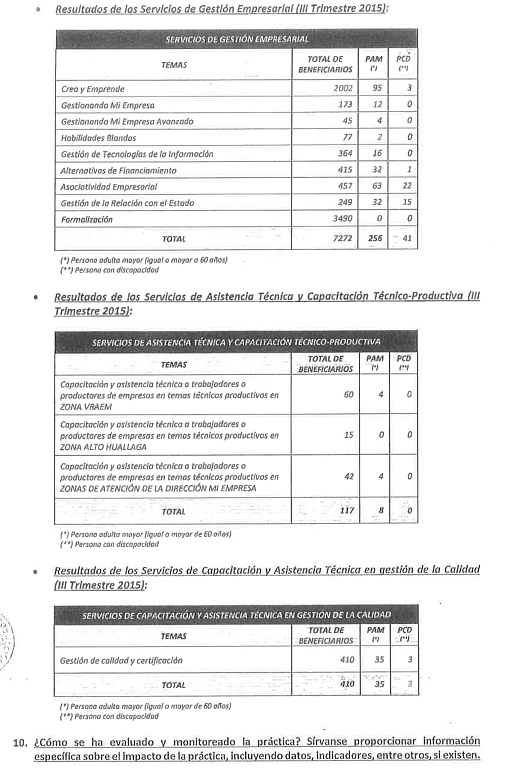 • Resultados de los Servicios de Gestión Empresarial (III Trimestre 2015):
SERVICIOS DE GESTIÓN EMPRESARIAL
TEMAS TOTAL DE BENEFICIARIOS PAM (*) PCD (**)
Crea y Emprende 2002 95 3
Gestionando Mi Empresa 173 12 0
Gestionando Mi Empresa Avanzado 45 4 0
Habilidades Blandas 77 2 0
Gestión de Tecnologías de la Información 364 16 0
Alternativas de Financiamiento 415 32 1
Asociatividad Empresarial 457 63 22
Gestión de la Relación con el Estado 249 32 15
Formalización 3490 0 0
TOTAL 7272 256 41
(*) Persona adulta mayor (igual o mayor a 60 años)
(**) Persona con discapacidad
• Resultados de los Servicios de Asistencia Técnica y Capacitación Técnico-Productiva (III
Trimestre 2015):
SERVICIOS DE ASISTENCIA TÉCNICA Y CAPACITACIÓN TÉCNICO-PRODUCTIVA
TEMAS TOTAL DE BENEFICIARIOS PAM (*) PCD (**)
Capacitación y asistencia técnica a trabajadores o
productores de empresas en temas técnicos productivos en 60 4 0
ZONA VRAEM
Capacitación y asistencia técnica a trabajadores o
productores de empresas en temas técnicos productivos en 15 0 0
ZONA ALTO HUALLAGA
Capacitación y asistencia técnica a trabajadores o
productores de empresas en temas técnicos productivos en 42 4 0
ZONAS DE ATENCIÓN DE LA DIRECCIÓN MI EMPRESA
TOTAL 117 8 0
(*) Persona adulta mayor (igual o mayor de 60 años)
(**) Persona con discapacidad
• Resultados de los Servicios de Capacitación y Asistencia Técnica en gestión de la Calidad
(III Trimestre 2015):
SERVICIOS DE CAPACITACIÓN Y ASISTENCIA TÉCNICA EN GESTIÓN DE LA CALIDAD
TEMAS TOTAL DE BENEFICIARIOS PAM (*) PCD (**)
Gestión de calidad y certificación 410 35 3
TOTAL 410 35 3
(*) Persona adulta mayor (igual o mayor de 60 años)
(**) Persona con discapacidad
10. ¿Cómo se ha evaluado y monitoreado la práctica? Sírvanse proporcionar información
específica sobre el impacto de la práctica, incluyendo datos, indicadores, entre otros, si existen.